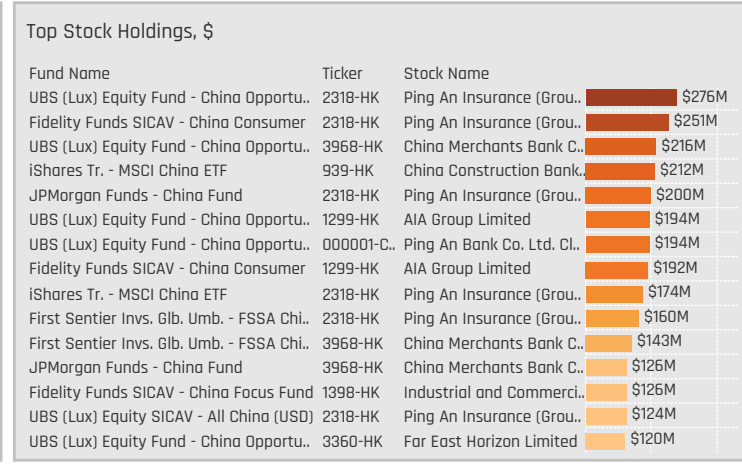 Top Stock Holdings, $
Fund Name Ticker Stock Name
UBS (Lux) Equity Fund - China Opportu.. 2318-HK Ping An Insurance (Grou.. $276M
Fidelity Funds SICAV - China Consumer 2318-HK Ping An Insurance (Grou.. $251M
UBS (Lux) Equity Fund - China Opportu.. 3968-HK China Merchants Bank C.. $216M
iShares Tr. - MSCI China ETF 939-HK China Construction Bank.. $212M
JPMorgan Funds - China Fund 2318-HK Ping An Insurance (Grou.. $200M
UBS (Lux) Equity Fund - China Opportu.. 1299-HK AIA Group Limited $194M
UBS (Lux) Equity Fund - China Opportu.. 000001-C.. Ping An Bank Co. Ltd. Cl.. $194M
Fidelity Funds SICAV - China Consumer 1299-HK AIA Group Limited $192M
iShares Tr. - MSCI China ETF 2318-HK Ping An Insurance (Grou.. $174M
First Sentier Invs. Glb. Umb. - FSSA Chi.. 2318-HK Ping An Insurance (Grou.. $160M
First Sentier Invs. Glb. Umb. - FSSA Chi.. 3968-HK China Merchants Bank C.. $143M
JPMorgan Funds - China Fund 3968-HK China Merchants Bank C.. $126M
Fidelity Funds SICAV - China Focus Fund 1398-HK Industrial and Commerci.. $126M
UBS (Lux) Equity SICAV - All China (USD) 2318-HK Ping An Insurance (Grou.. $124M
UBS (Lux) Equity Fund - China Opportu.. 3360-HK Far East Horizon Limited $120M